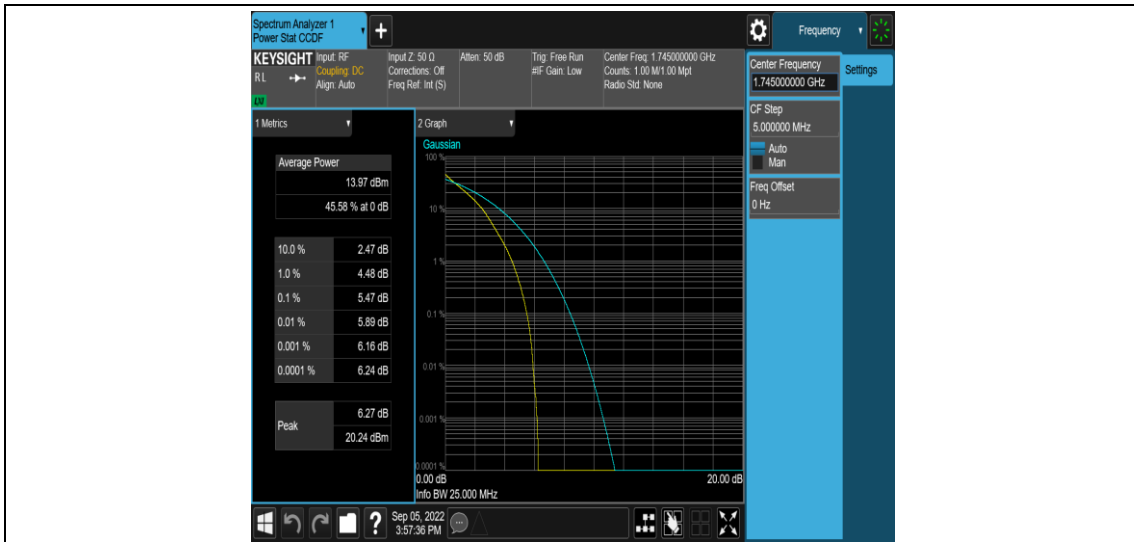 Spectrum Analyzer 1
Power Stat CCDF
Frequency
KEYSIGHT
RL
Input: RF
Coupling: DC
Align: Auto
Input Z: 50 Ω
Corrections: Off
Freq Ref: Int (S)
Atten: 50 dB
Trig: Free Run
#IF Gain: Low
Center Freq: 1.745000000 GHz
Counts: 1.00 M/1.00 Mpt
Radio Std: None
Center Frequency
1.745000000 GHz
Settings
CF Step
5.000000 MHz
Auto
Man
Freq Offset
0 Hz
1 Metrics
Average Power
13.97 dBm
45.58 % at 0 dB
10.0 % 2.47 dB
1.0 % 4.48 dB
0.1 % 5.47 dB
0.01 % 5.89 dB
0.001 % 6.16 dB
0.0001 % 6.24 dB
Peak
6.27 dB
20.24 dBm
2 Graph
Gaussian
100 %
10 %
1 %
0.1 %
0.01 %
0.001 %
0.0001 %
0.00 dB 20.00 dB
Info BW 25.000 MHz
Sep 05, 2022
3:57:36 PM